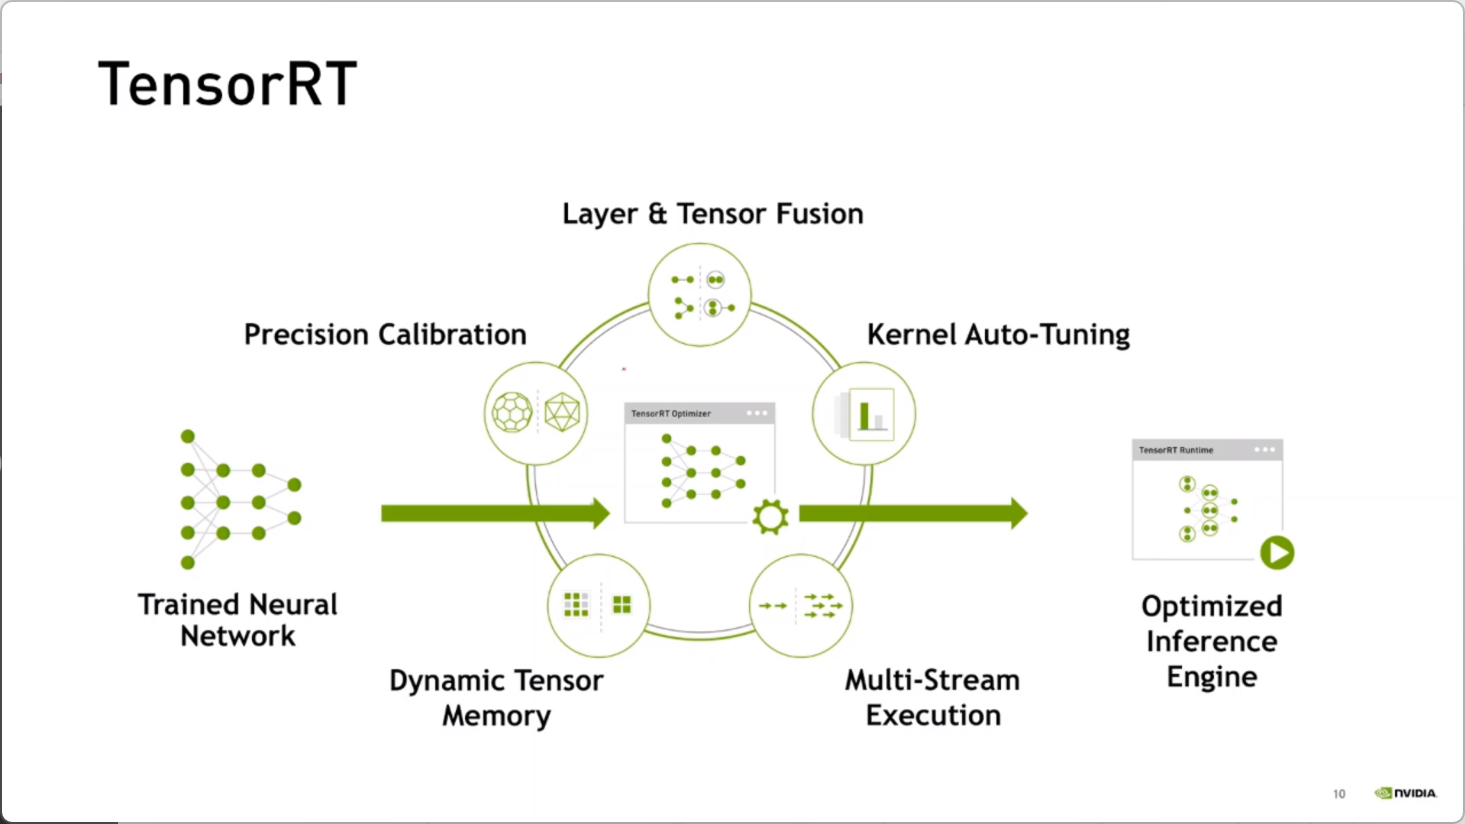 TensorRT
Layer & Tensor Fusion
Precision Calibration
Kernel Auto-Tuning
TensorRT Optimizer
TensorRT Runtime
Trained Neural
Network
Optimized
Inference
Engine
Dynamic Tensor
Memory
Multi-Stream
Execution
10
NVIDIA.